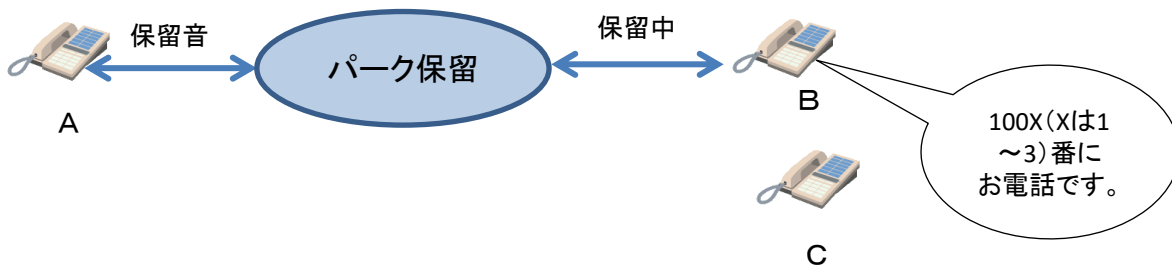 保留音
パーク保留
保留中
A
B
100X（Xは1
～3）番に
お電話です。
C